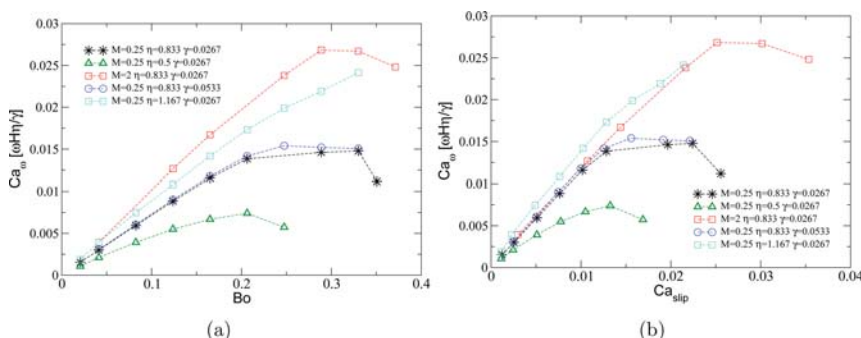 0.03
0.025
0.02
0.015
0.01
0.005
0
Ca_ω [ωHη/γ]
M=0.25 η=0.833 γ=0.0267
M=0.25 η=0.5 γ=0.0267
M=2 η=0.833 γ=0.0267
M=0.25 η=0.833 γ=0.0533
M=0.25 η=1.167 γ=0.0267
0 0.1 0.2 0.3 0.4
Bo
(a)
0.03
0.025
0.02
0.015
0.01
0.005
0
Ca_ω [ωHη/γ]
M=0.25 η=0.833 γ=0.0267
M=0.25 η=0.5 γ=0.0267
M=2 η=0.833 γ=0.0267
M=0.25 η=0.833 γ=0.0533
M=0.25 η=1.167 γ=0.0267
0 0.01 0.02 0.03 0.04
Ca_slip
(b)